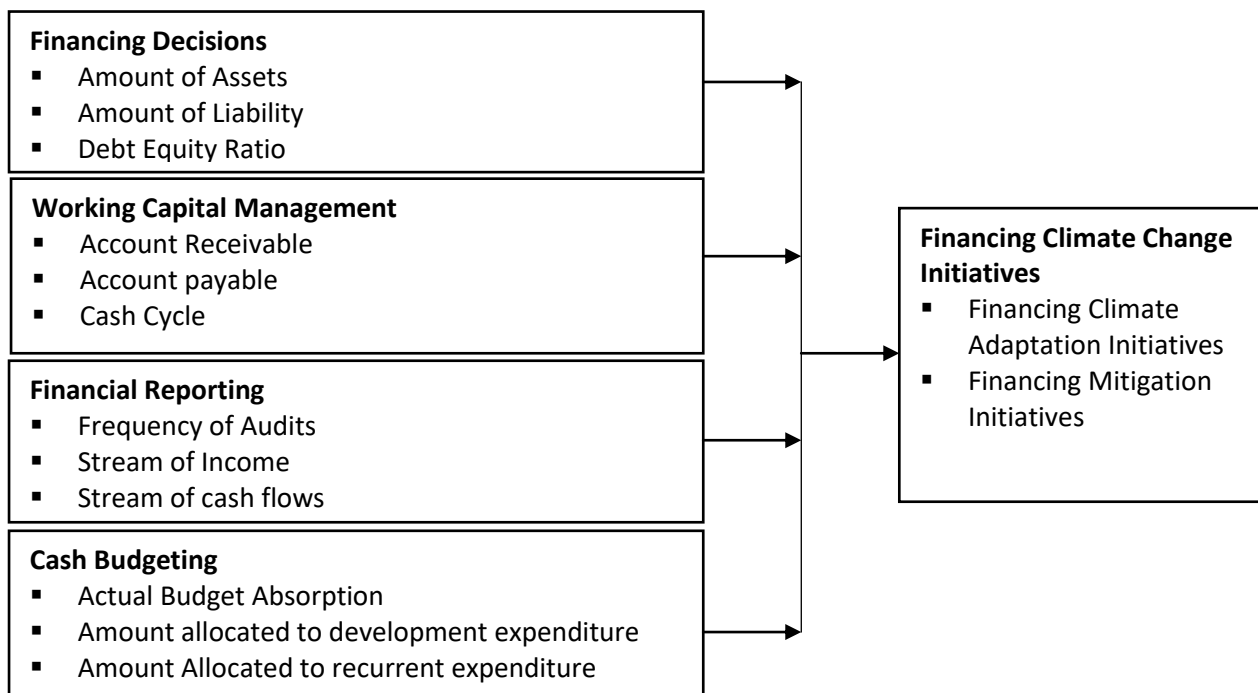 Financing Decisions
▪ Amount of Assets
▪ Amount of Liability
▪ Debt Equity Ratio
Working Capital Management
▪ Account Receivable
▪ Account payable
▪ Cash Cycle
Financial Reporting
▪ Frequency of Audits
▪ Stream of Income
▪ Stream of cash flows
Cash Budgeting
▪ Actual Budget Absorption
▪ Amount allocated to development expenditure
▪ Amount Allocated to recurrent expenditure
Financing Climate Change
Initiatives
▪ Financing Climate
Adaptation Initiatives
▪ Financing Mitigation
Initiatives